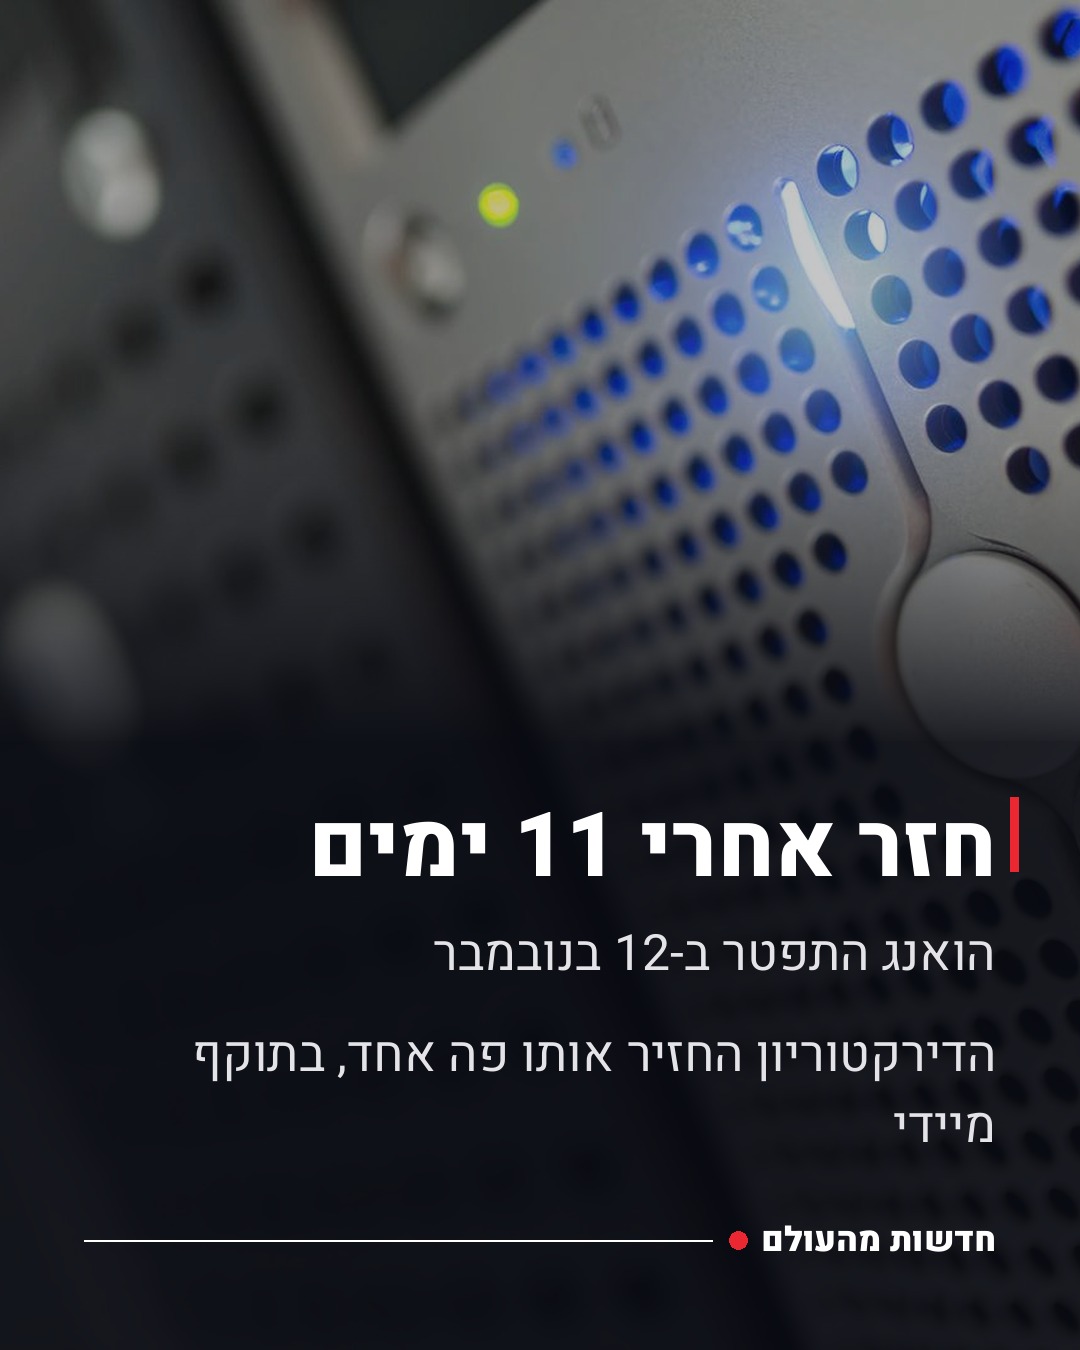 חזר אחרי 11 ימים
הואנג התפטר ב-12 בנובמבר
הדירקטוריון החזיר אותו פה אחד, בתוקף
מיידי
חדשות מהעולם